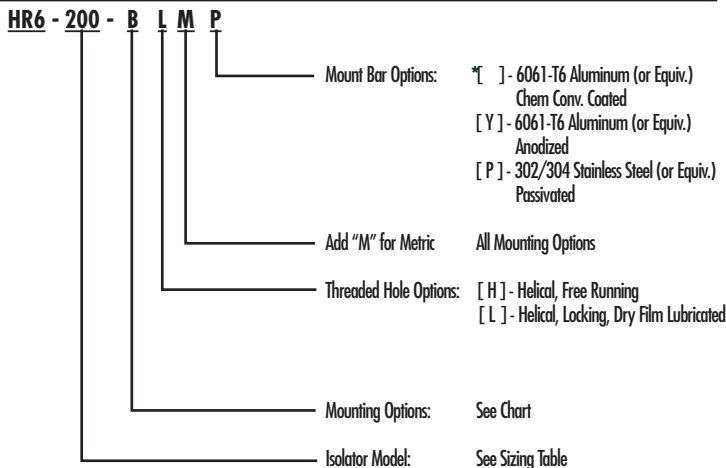 HR6 - 200 - B L M P
Mount Bar Options: *[ ] - 6061-T6 Aluminum (or Equiv.)
Chem Conv. Coated
[ Y ] - 6061-T6 Aluminum (or Equiv.)
Anodized
[ P ] - 302/304 Stainless Steel (or Equiv.)
Passivated
Add “M” for Metric All Mounting Options
Threaded Hole Options: [ H ] - Helical, Free Running
[ L ] - Helical, Locking, Dry Film Lubricated
Mounting Options: See Chart
Isolator Model: See Sizing Table